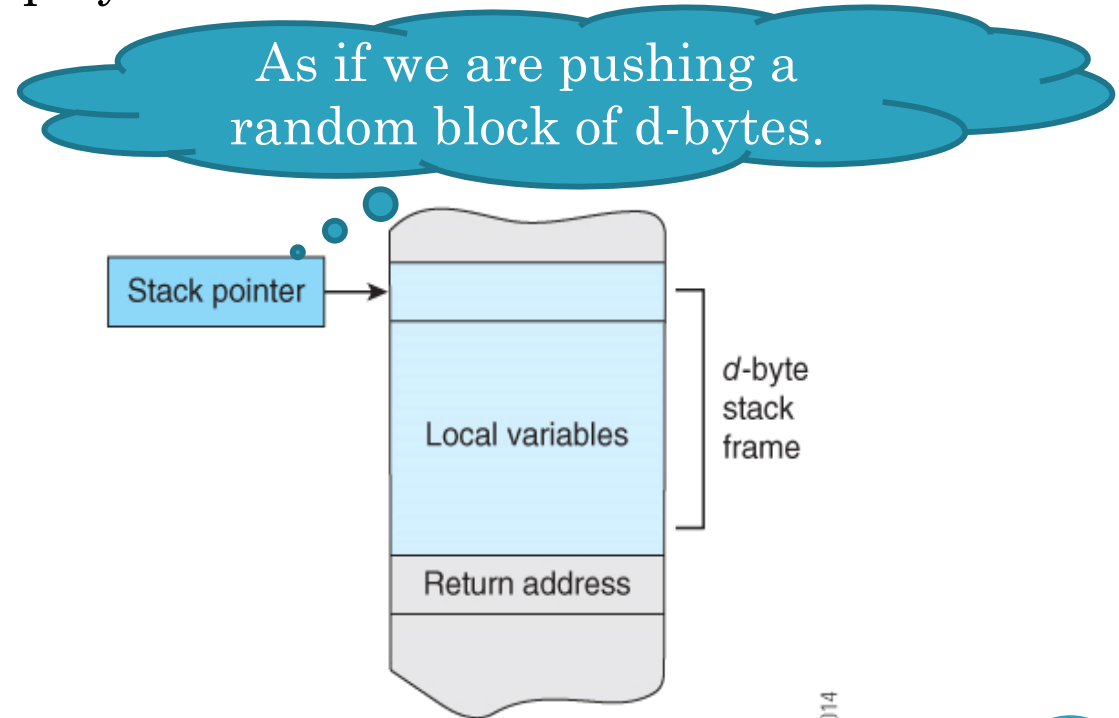 As if we are pushing a
random block of d-bytes.
Stack pointer
d-byte
stack
frame
Local variables
Return address